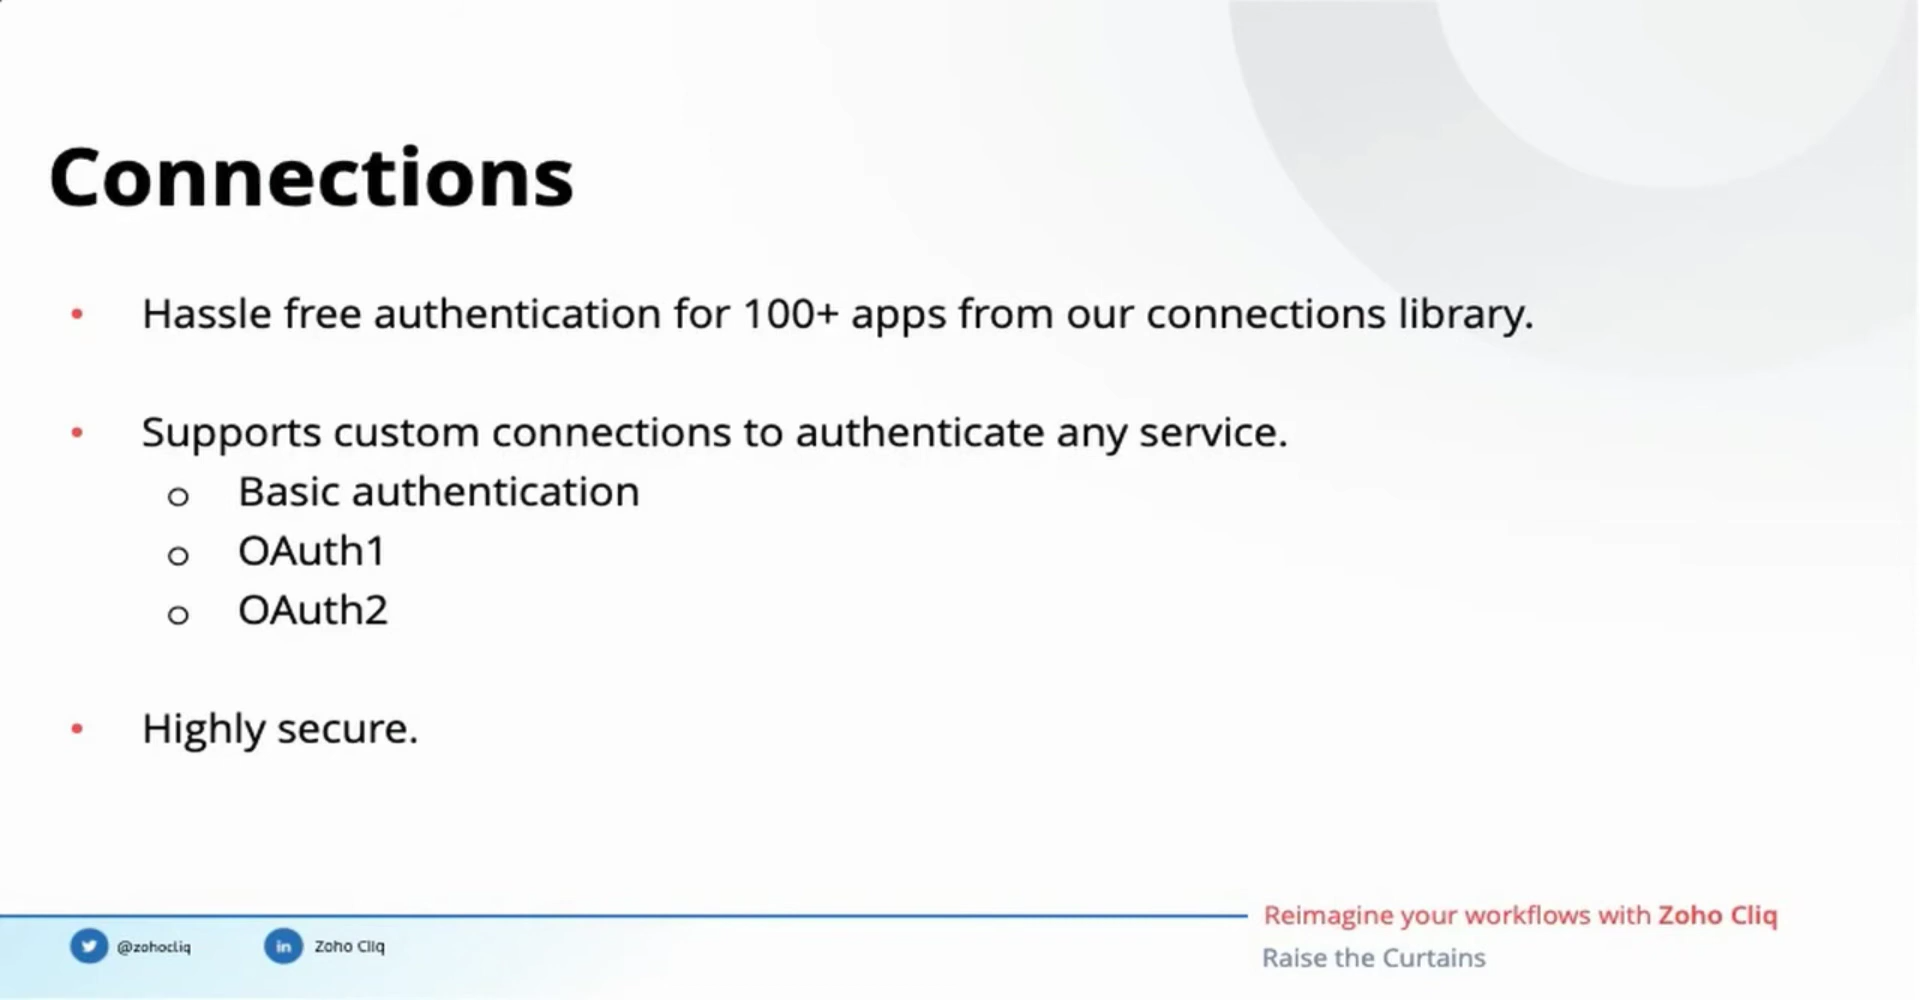 Connections
• Hassle free authentication for 100+ apps from our connections library.
• Supports custom connections to authenticate any service.
o Basic authentication
o OAuth1
o OAuth2
• Highly secure.
Reimagine your workflows with Zoho Cliq
@zohocliq
in Zoho Cliq
Raise the Curtains